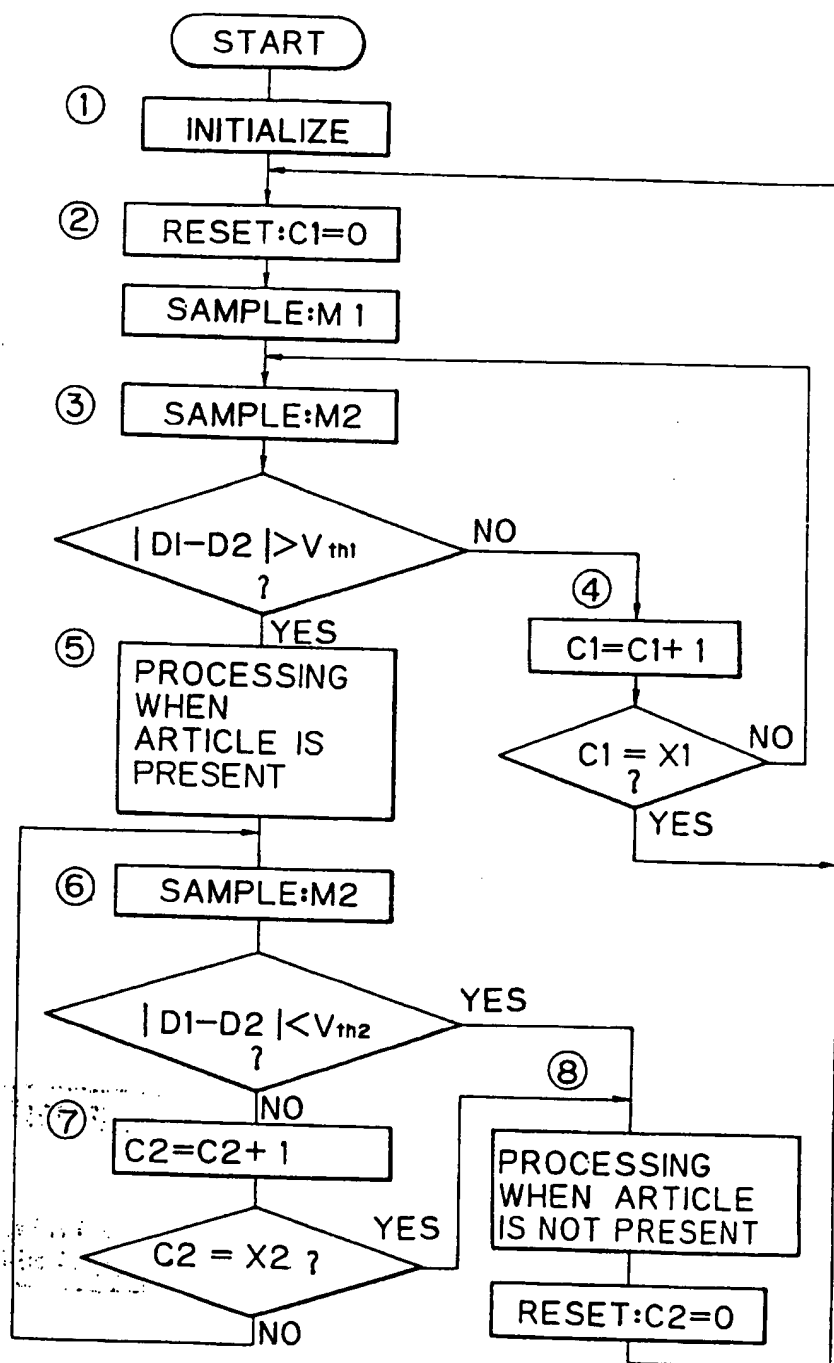 START
① INITIALIZE
② RESET:C1=0
SAMPLE:M1
③ SAMPLE:M2
|D1-D2|>Vth1
?
NO
YES
④
C1=C1+1
C1=X1
?
NO
YES
⑤ PROCESSING
WHEN
ARTICLE IS
PRESENT
⑥ SAMPLE:M2
|D1-D2|<Vth2
?
YES
NO
⑦ C2=C2+1
C2=X2?
YES
NO
⑧
PROCESSING
WHEN ARTICLE
IS NOT PRESENT
RESET:C2=0